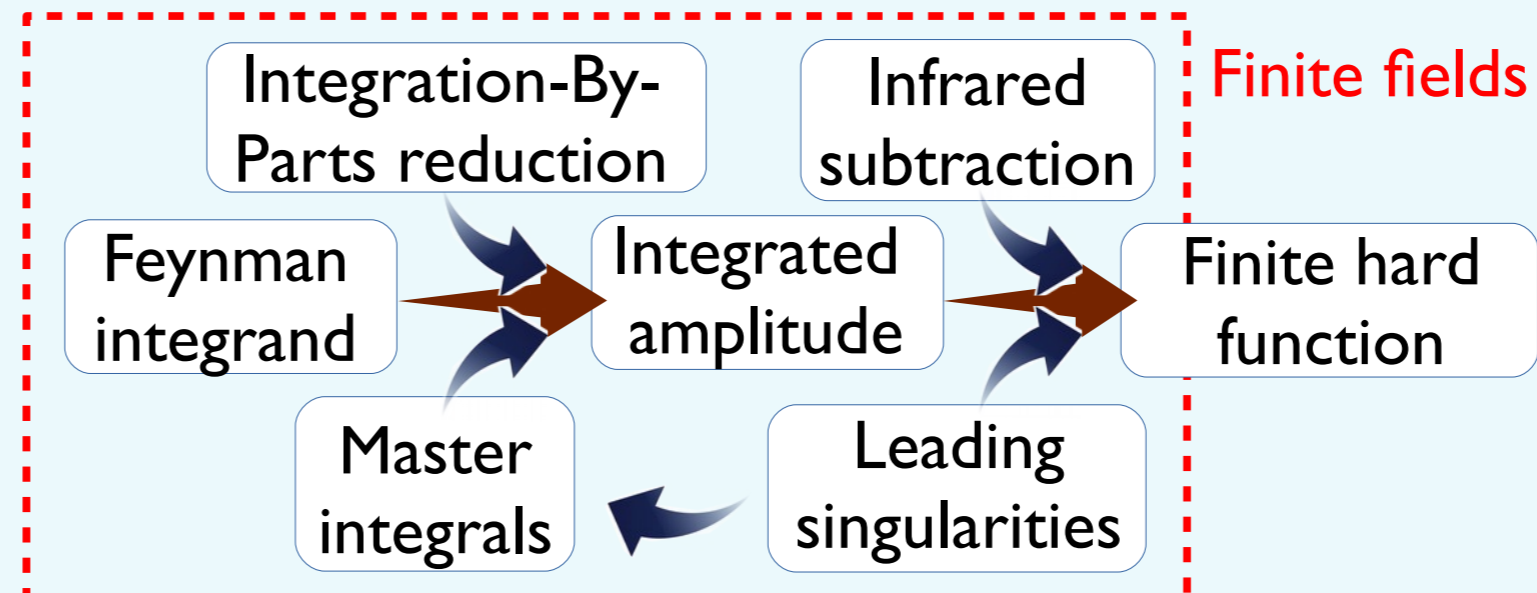 Integration-By-
Parts reduction
Infrared
subtraction
Finite fields
Feynman
integrand
Integrated
amplitude
Finite hard
function
Master
integrals
Leading
singularities